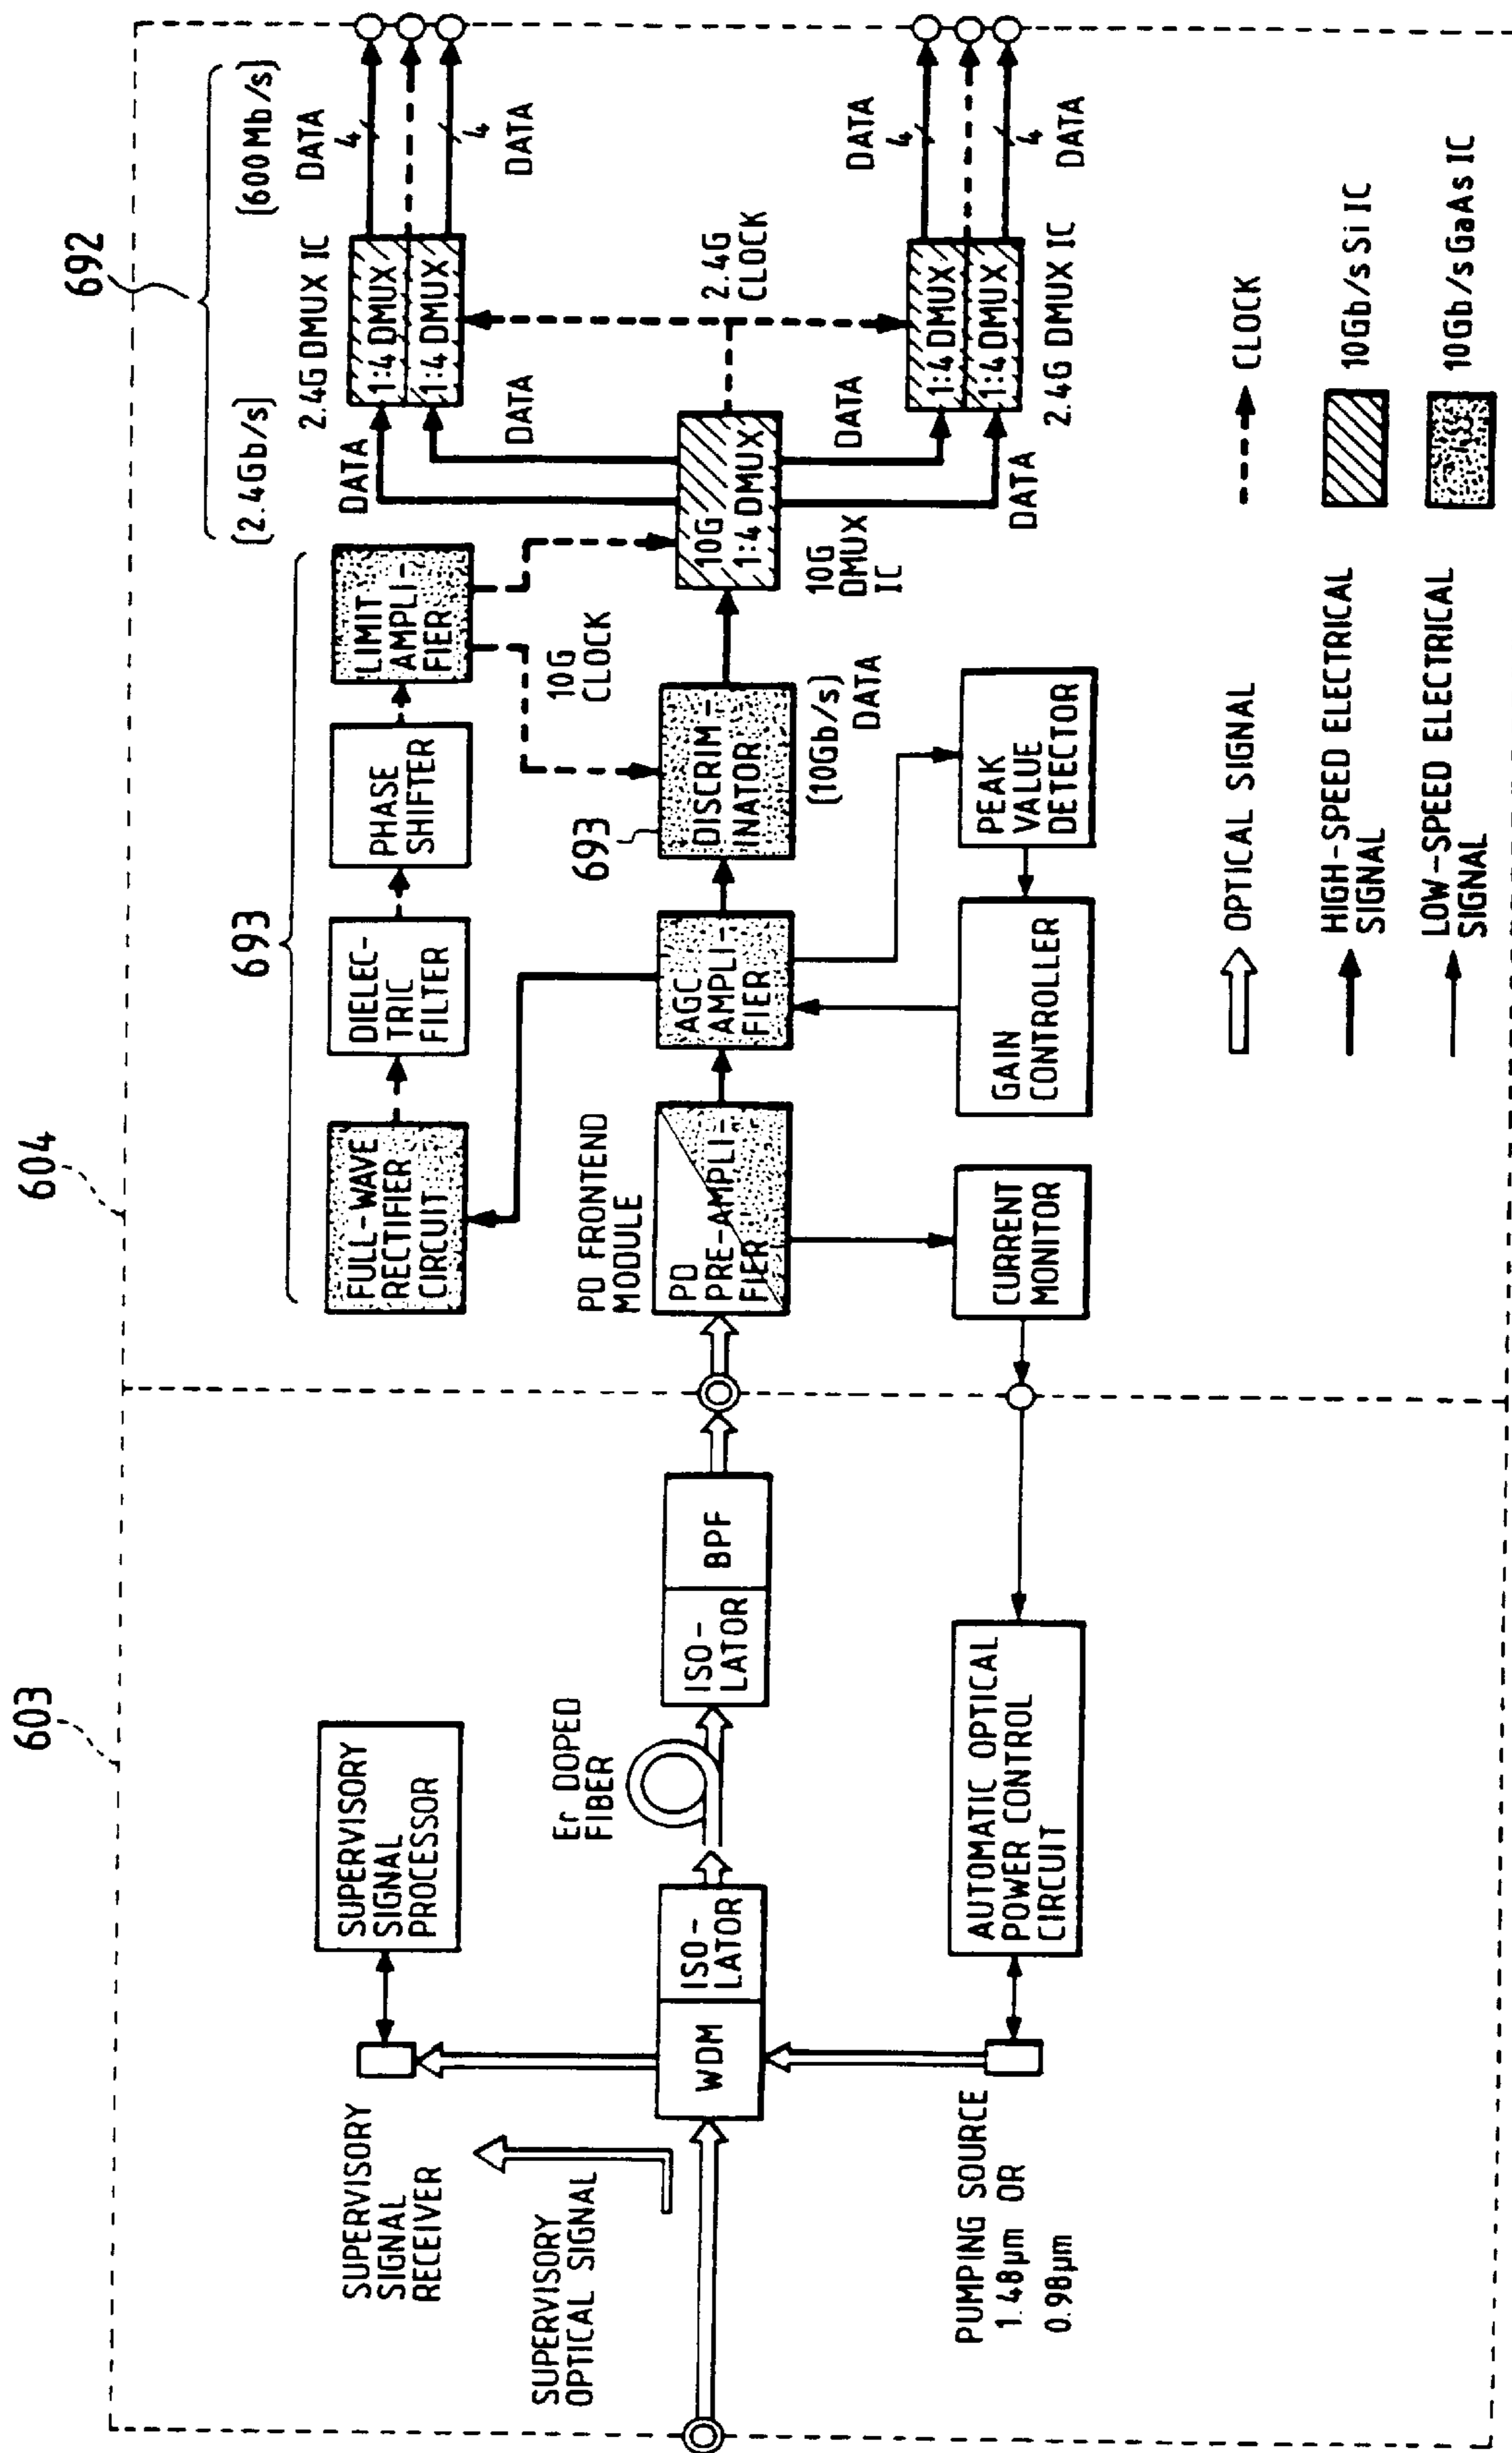 603
604
692
693
SUPERVISORY
SIGNAL
RECEIVER
SUPERVISORY
SIGNAL
PROCESSOR
SUPERVISORY
OPTICAL SIGNAL
WDM
ISO-
LATOR
Er DOPED
FIBER
ISO-
LATOR
BPF
PUMPING SOURCE
1.48μm OR
0.98μm
AUTOMATIC OPTICAL
POWER CONTROL
CIRCUIT
FULL-WAVE
RECTIFIER
CIRCUIT
DIELEC-
TRIC
FILTER
PHASE
SHIFTER
LIMIT
AMPLI-
FIER
10G
CLOCK
PD FRONTEND
MODULE
PD
PRE-AMPLI-
FIER
AGC
AMPLI-
FIER
693
DISCRIM-
INATOR
(10Gb/s)
DATA
CURRENT
MONITOR
GAIN
CONTROLLER
PEAK
VALUE
DETECTOR
10G
1:4 DMUX
10G
DMUX
IC
(2.4Gb/s)
(600Mb/s)
2.4G DMUX IC
1:4 DMUX
1:4 DMUX
DATA
DATA
DATA
4
4
DATA
2.4G
CLOCK
DATA
DATA
1:4 DMUX
1:4 DMUX
2.4G DMUX IC
DATA
4
4
DATA
OPTICAL SIGNAL
HIGH-SPEED ELECTRICAL
SIGNAL
LOW-SPEED ELECTRICAL
SIGNAL
CLOCK
10Gb/s Si IC
10Gb/s GaAs IC